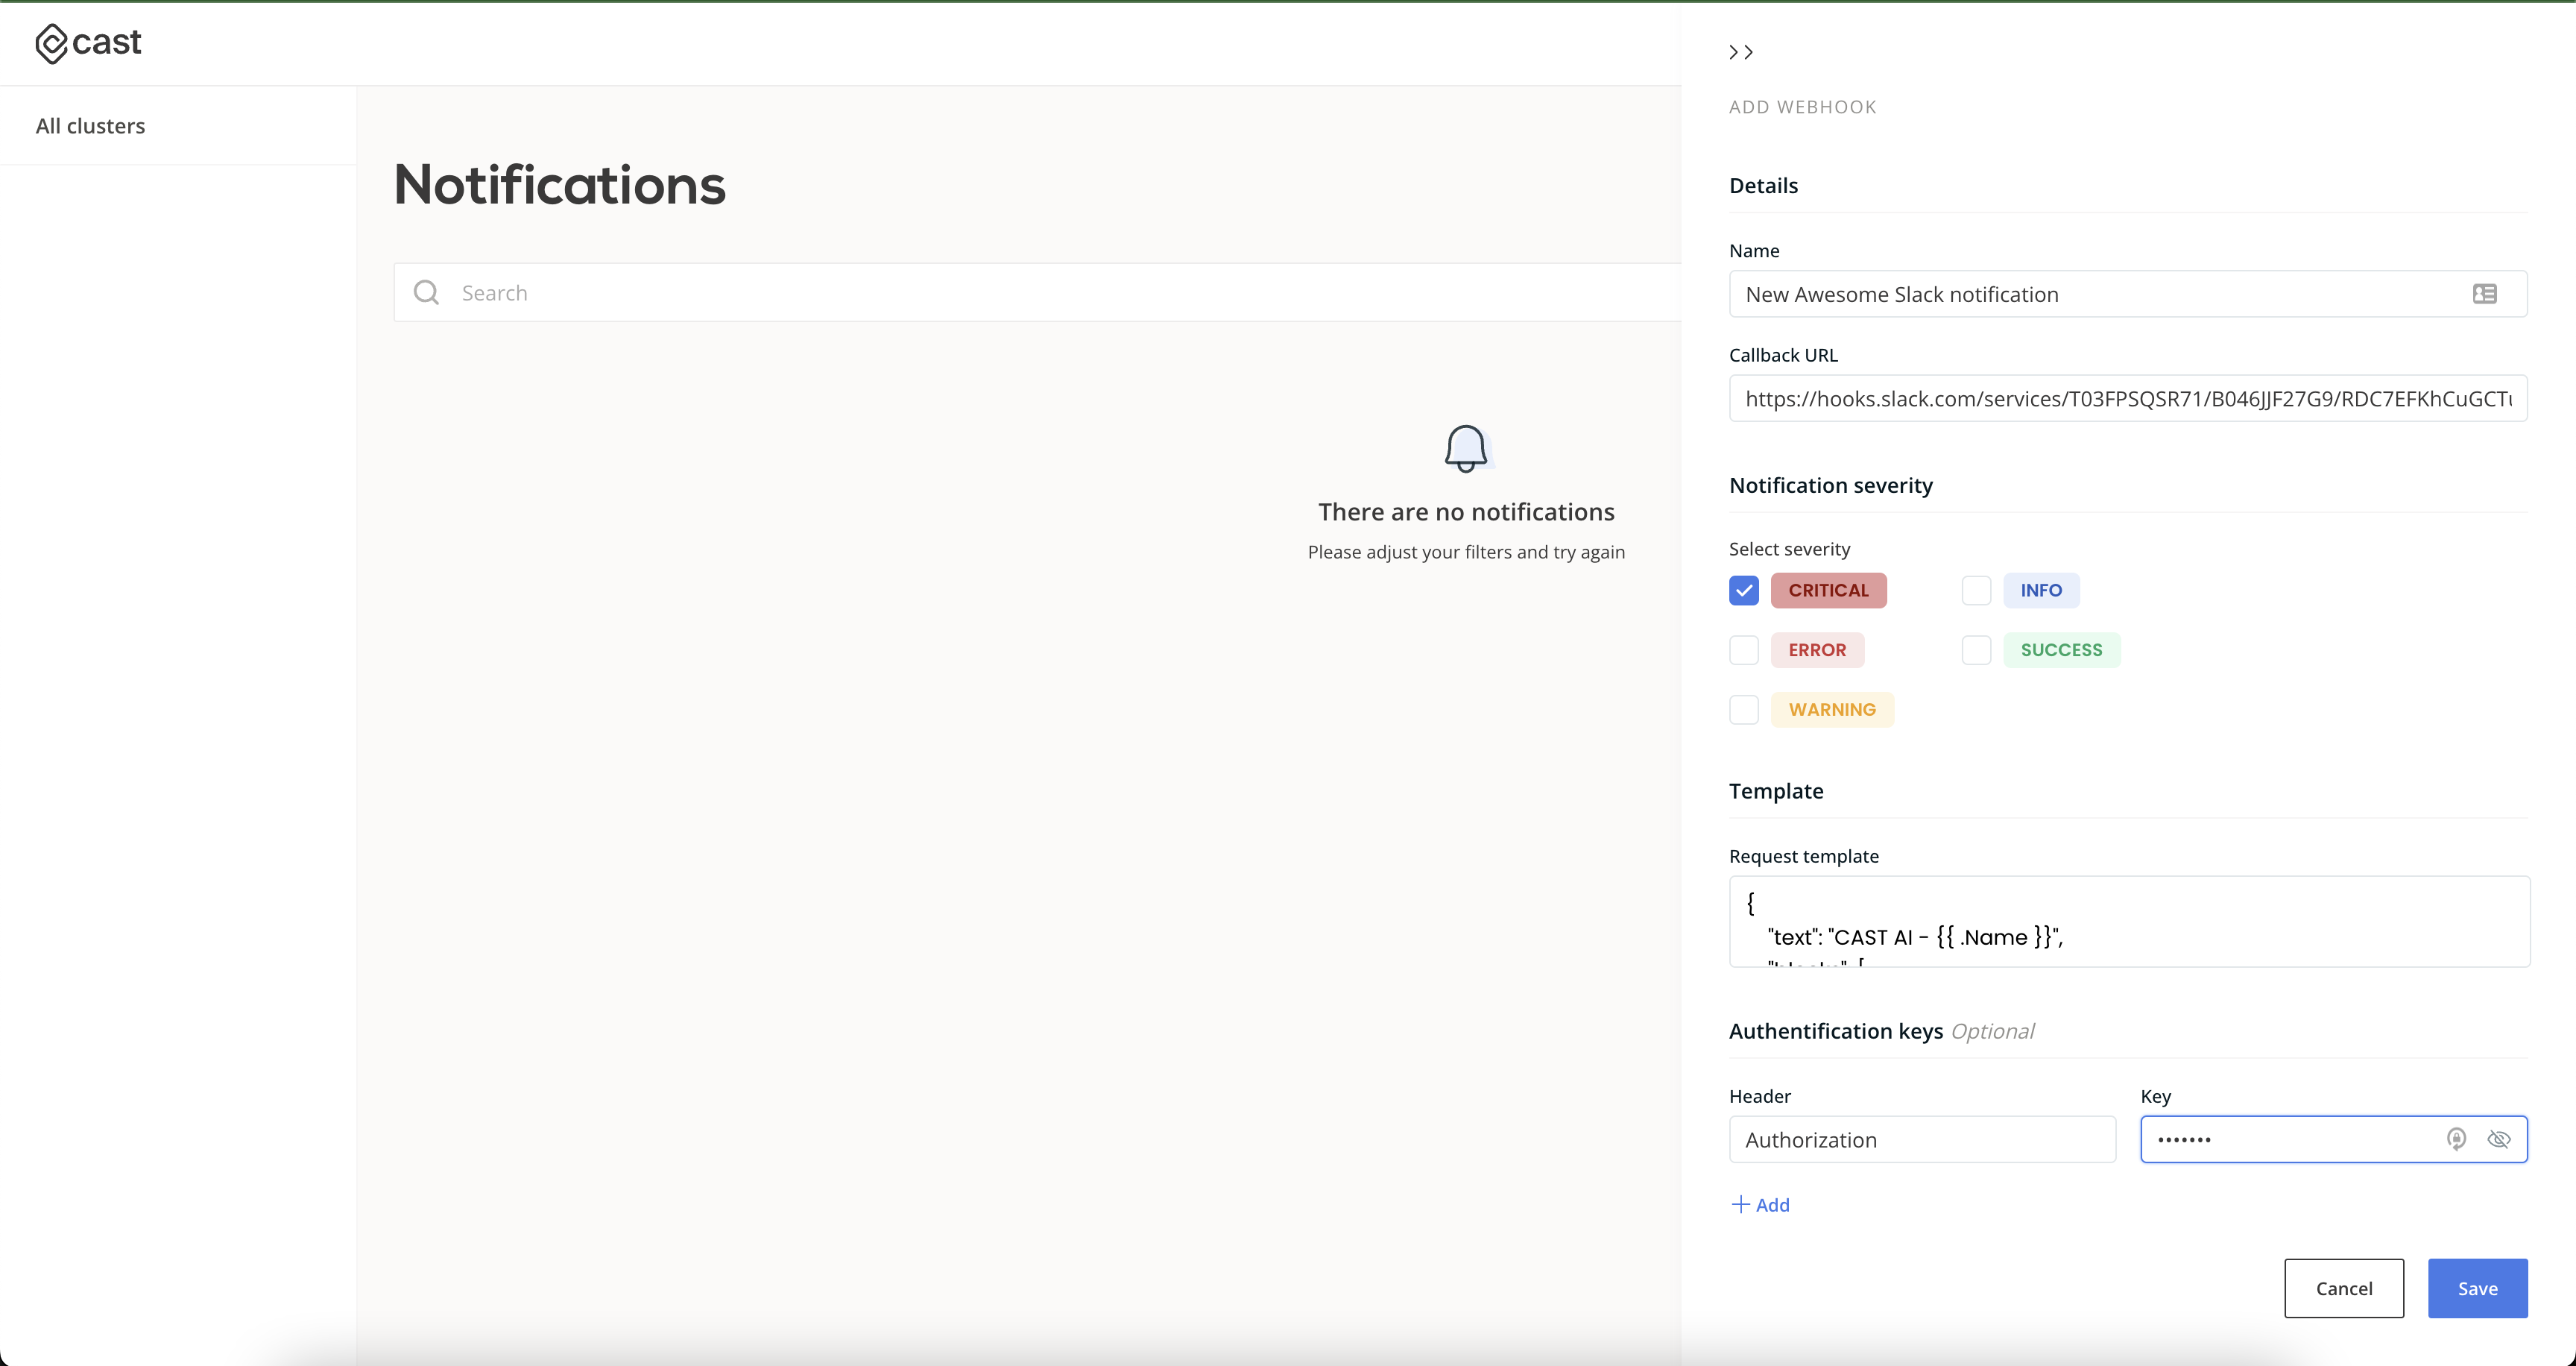 cast
All clusters
Notifications
Search
There are no notifications
Please adjust your filters and try again
ADD WEBHOOK
Details
Name
New Awesome Slack notification
Callback URL
https://hooks.slack.com/services/T03FPSQSR71/B046JJF27G9/RDC7EFKhCuGCTu
Notification severity
Select severity
CRITICAL INFO
ERROR SUCCESS
WARNING
Template
Request template
{
"text": "CAST AI - {{ .Name }}",
"blocks": [
Authentification keys Optional
Header Key
Authorization •••••••
+ Add
Cancel Save